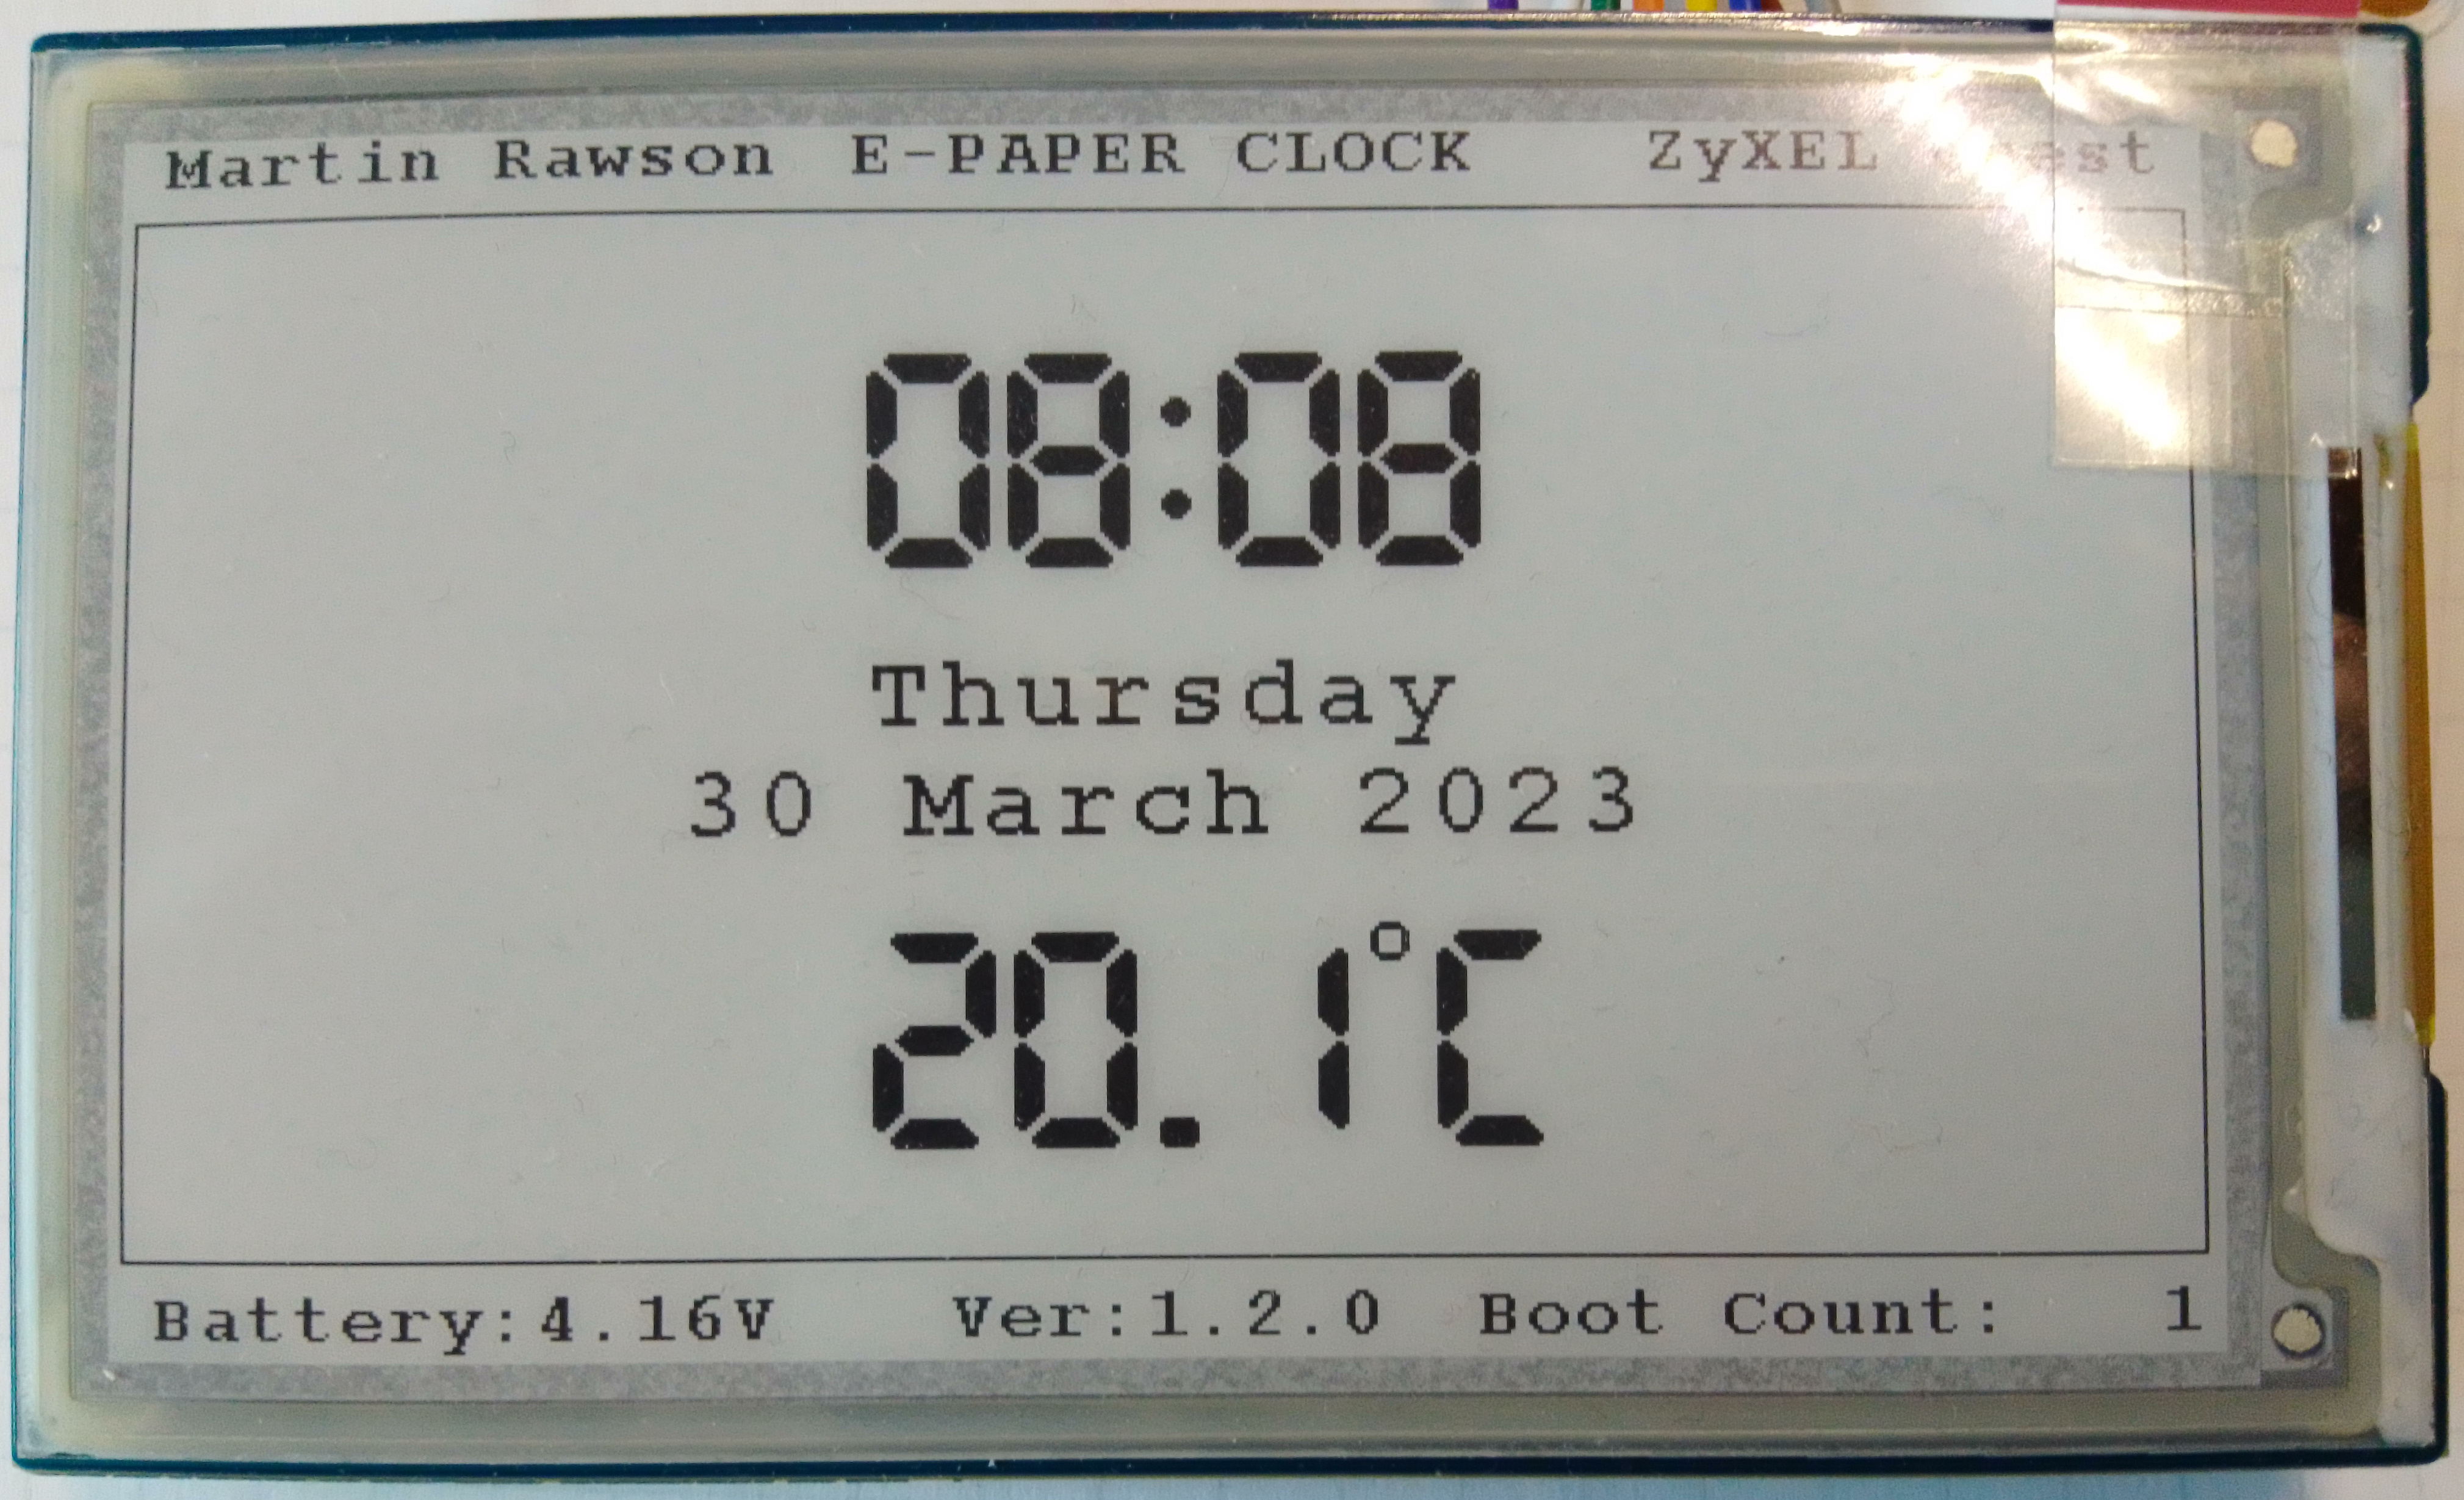 Martin Rawson E-PAPER CLOCK ZyXEL
08:08
Thursday
30 March 2023
20.1°C
Battery:4.16V Ver:1.2.0 Boot Count: 1